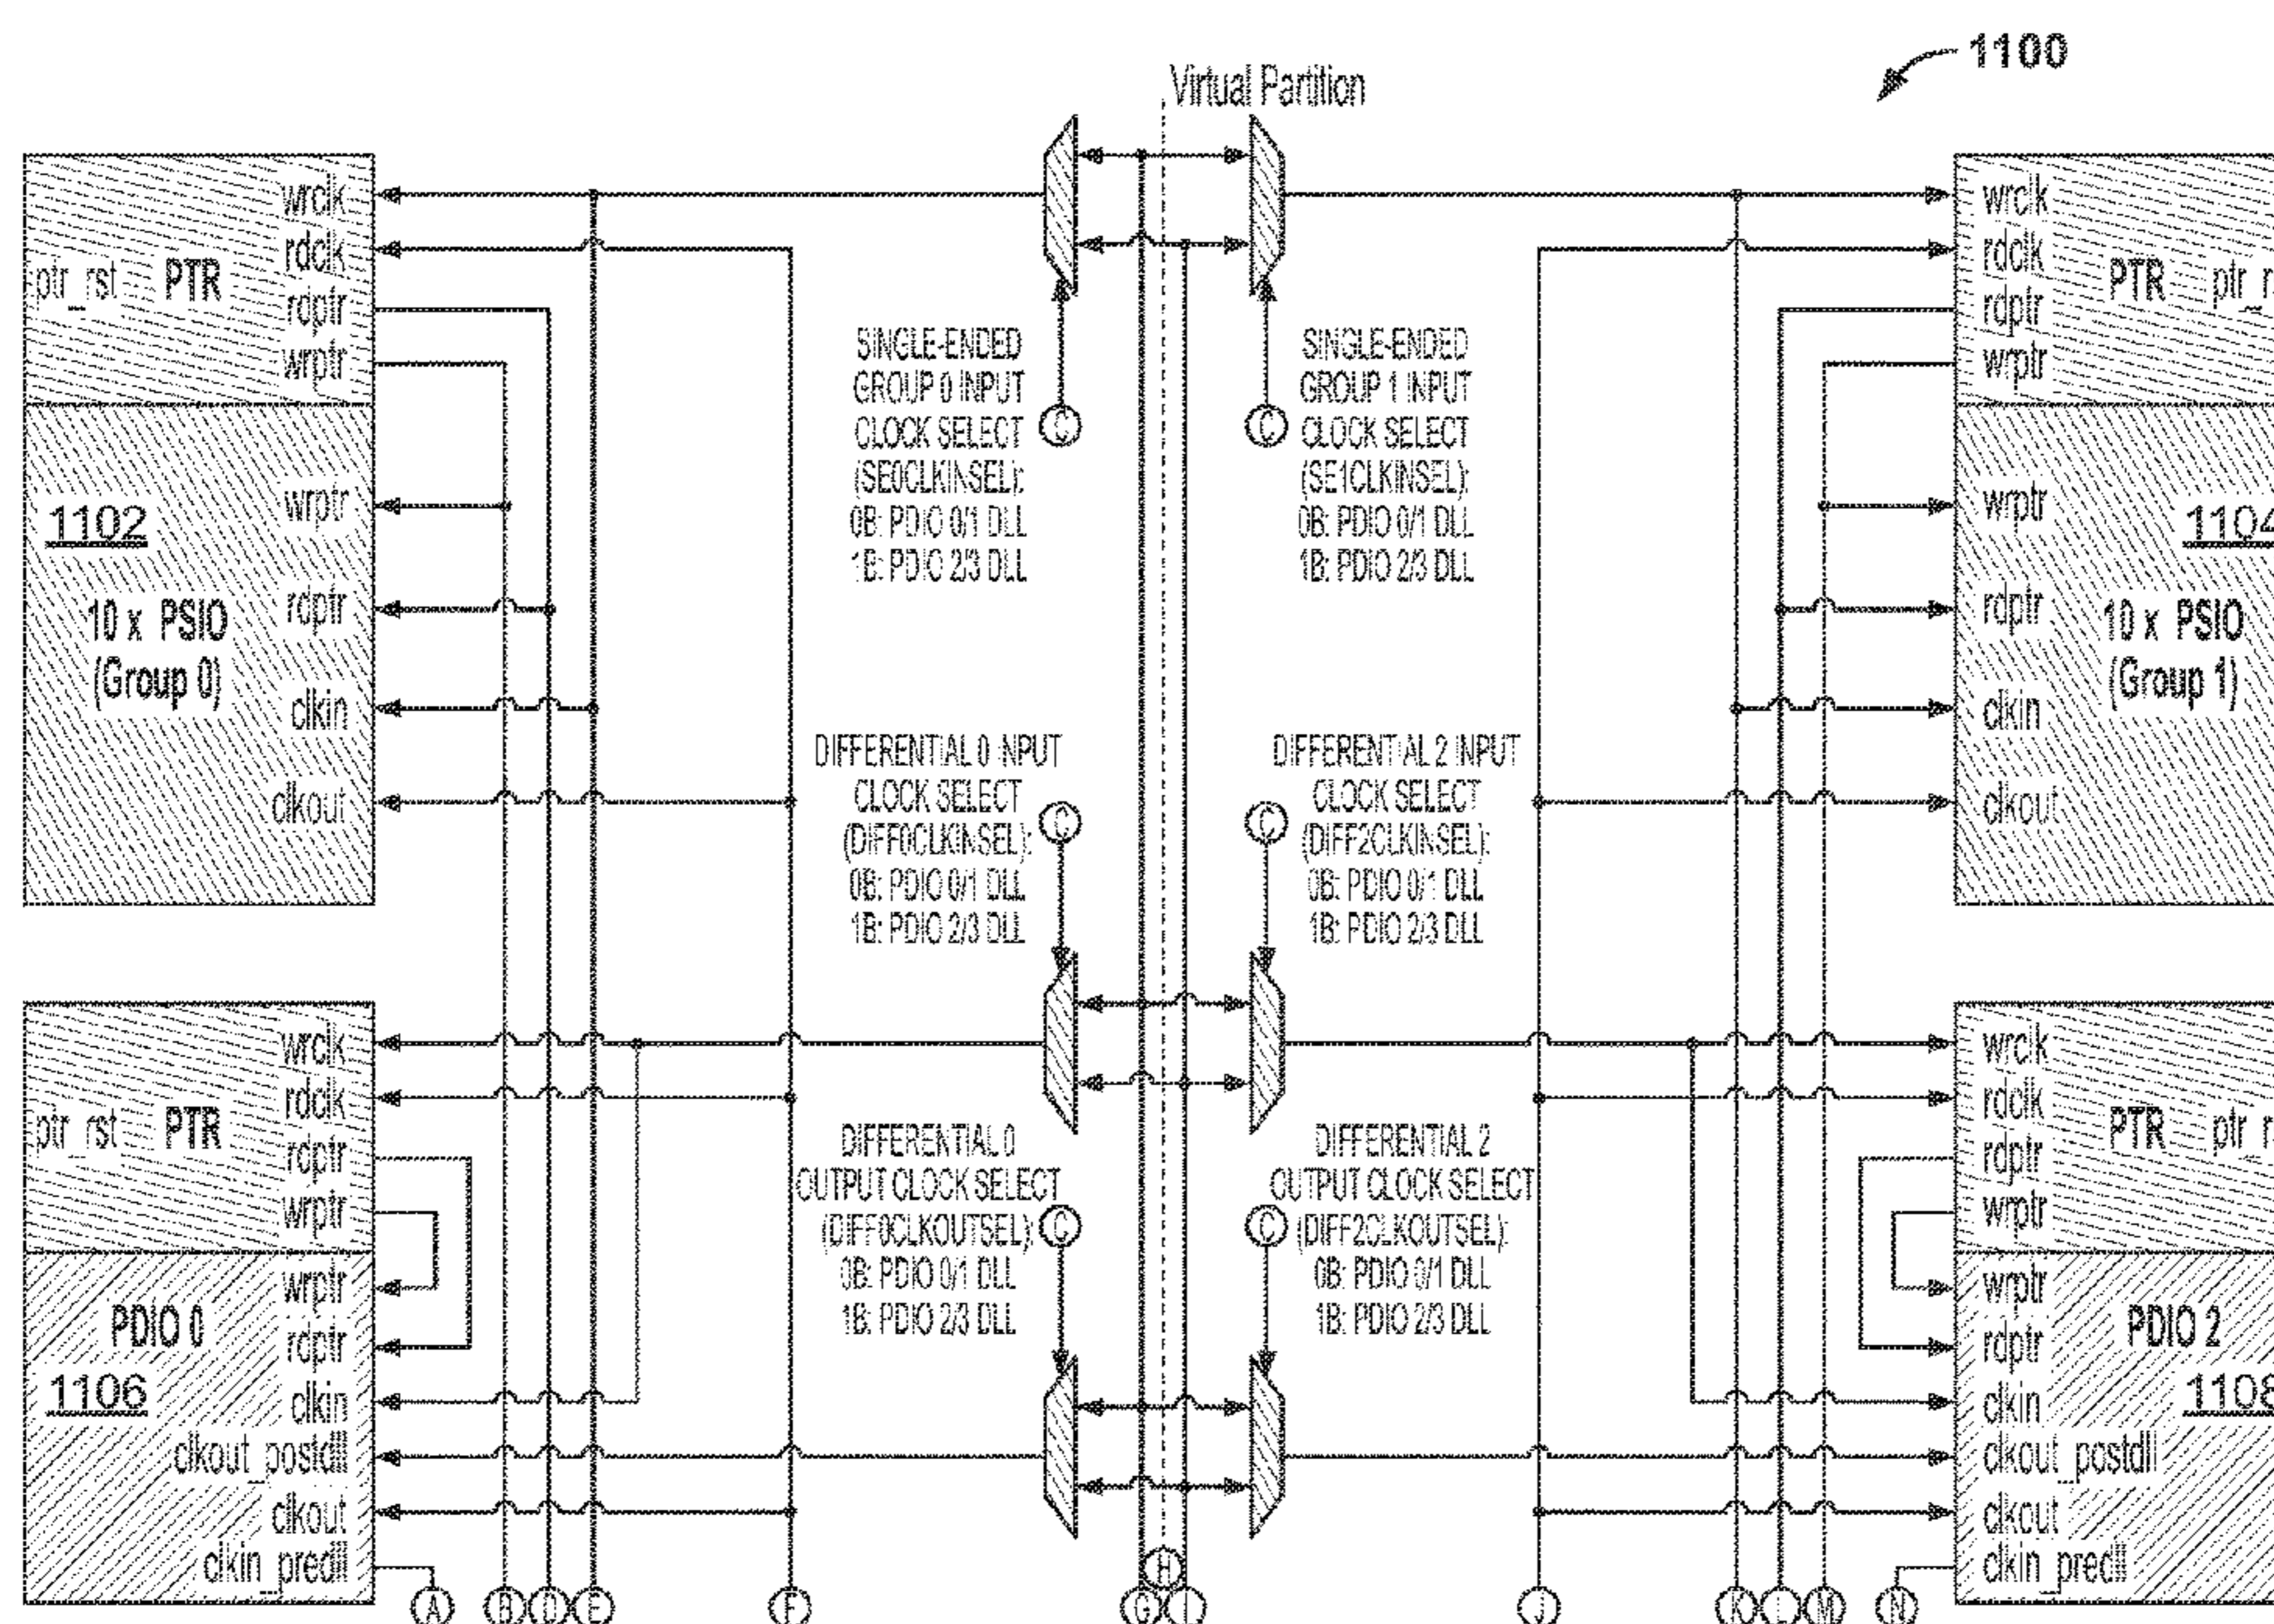 1100
Virtual Partition
wrclk
rdclk
ptr_rst PTR
rdptr
wrptr
1102
wrptr
10 x PSIO
(Group 0)
rdptr
clkin
clkout
SINGLE-ENDED
GROUP 0 INPUT
CLOCK SELECT
(SE0CLKINSEL):
0B: PDIO 0/1 DLL
1B: PDIO 2/3 DLL
C
SINGLE-ENDED
GROUP 1 INPUT
CLOCK SELECT
(SE1CLKINSEL):
0B: PDIO 0/1 DLL
1B: PDIO 2/3 DLL
C
wrclk
rdclk
PTR
rdptr
wrptr
wrptr
1104
rdptr
10 x PSIO
(Group 1)
clkin
clkout
DIFFERENTIAL 0 INPUT
CLOCK SELECT
(DIFF0CLKINSEL):
0B: PDIO 0/1 DLL
1B: PDIO 2/3 DLL
C
DIFFERENTIAL 2 INPUT
CLOCK SELECT
(DIFF2CLKINSEL):
0B: PDIO 0/1 DLL
1B: PDIO 2/3 DLL
C
wrclk
rdclk
ptr_rst PTR
rdptr
wrptr
wrptr
PDIO 0
rdptr
1106
clkin
clkout_postdll
clkout
clkin_predll
DIFFERENTIAL 0
OUTPUT CLOCK SELECT
(DIFF0CLKOUTSEL):
0B: PDIO 0/1 DLL
1B: PDIO 2/3 DLL
C
DIFFERENTIAL 2
OUTPUT CLOCK SELECT
(DIFF2CLKOUTSEL):
0B: PDIO 0/1 DLL
1B: PDIO 2/3 DLL
C
wrclk
rdclk
PTR
rdptr
wrptr
wrptr
PDIO 2
rdptr
1108
clkin
clkout_postdll
clkout
clkin_predll
H
A B D E F G I J K L M N